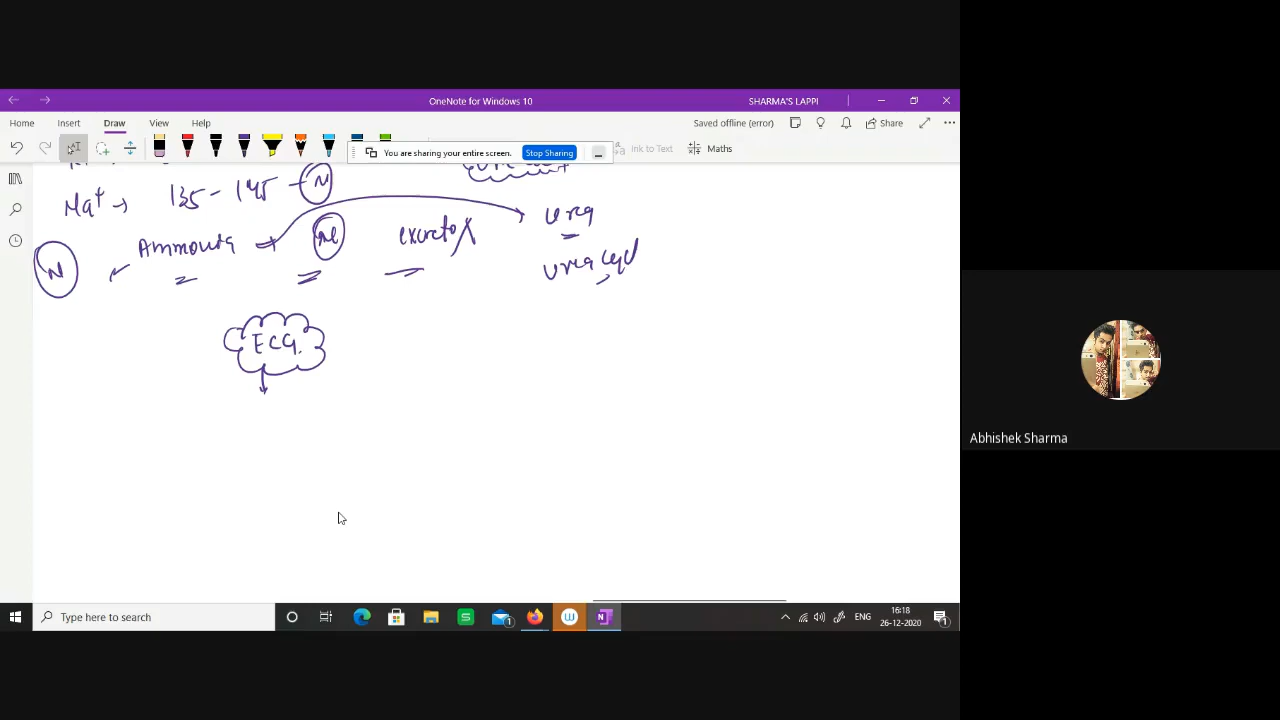 OneNote for Windows 10
SHARMA'S LAPPI
Home Insert Draw View Help
Saved offline (error)
Share
You are sharing your entire screen.
Stop Sharing
Ink to Text
Maths
Na+ → 135 - 145 - N
Urea
Ammonia →
N
Urea cycl
ECG.
Abhishek Sharma
Type here to search
ENG
16:18
26-12-2020